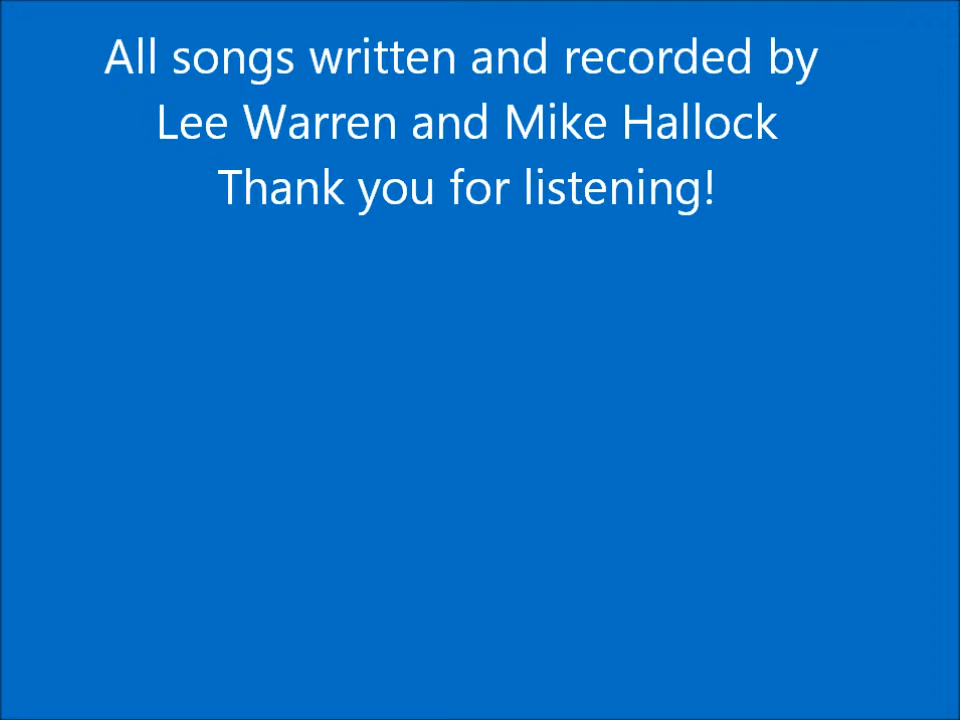 All songs written and recorded by
Lee Warren and Mike Hallock
Thank you for listening!